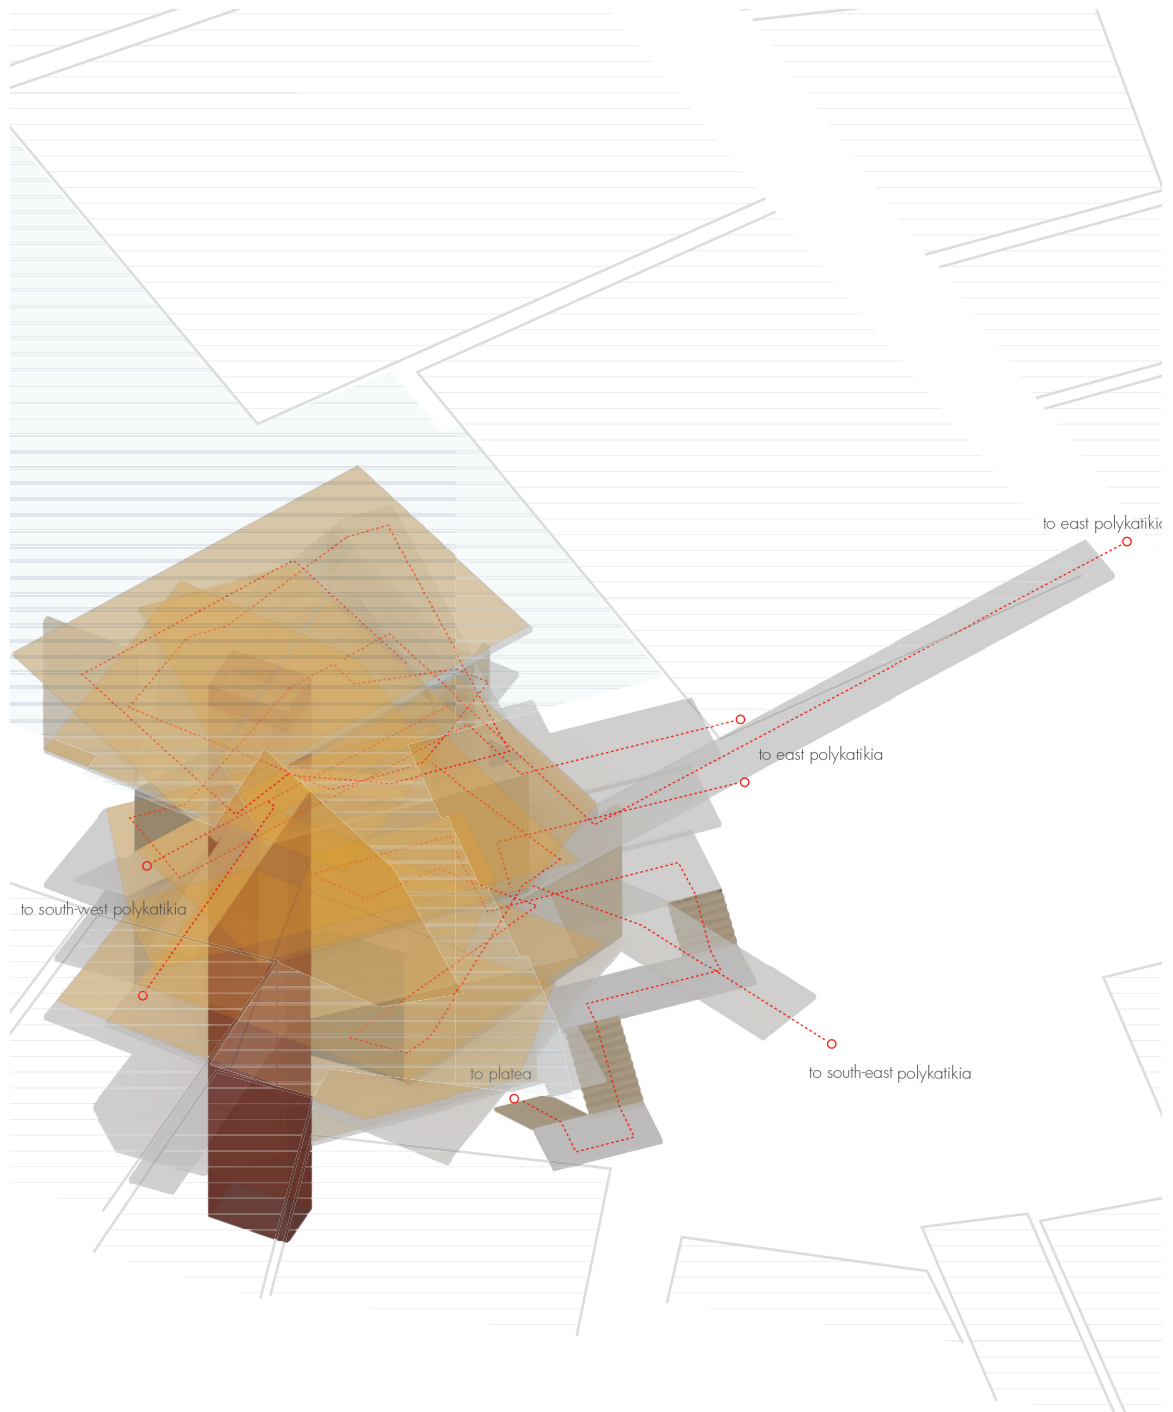 to east polykatikia
to east polykatikia
to south-west polykatikia
to platea
to south-east polykatikia